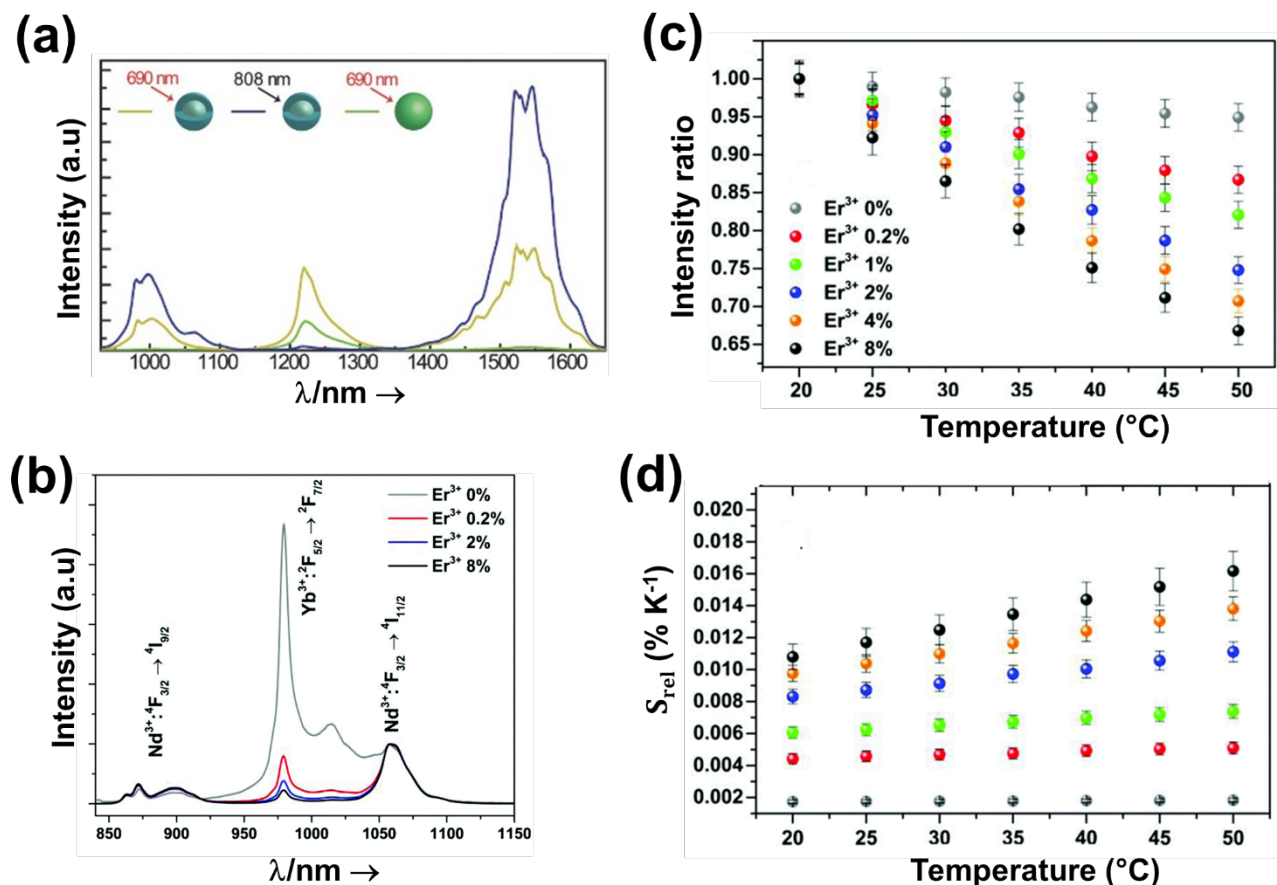 (a)
690 nm
808 nm
690 nm
Intensity (a.u)
1000 1100 1200 1300 1400 1500 1600
λ/nm →
(b)
Intensity (a.u)
Nd³⁺:⁴F₃/₂ → ⁴I₉/₂
Yb³⁺:²F₅/₂ → ²F₇/₂
Nd³⁺:⁴F₃/₂ → ⁴I₁₁/₂
Er³⁺ 0%
Er³⁺ 0.2%
Er³⁺ 2%
Er³⁺ 8%
850 900 950 1000 1050 1100 1150
λ/nm →
(c)
Intensity ratio
1.00
0.95
0.90
0.85
0.80
0.75
0.70
0.65
Er³⁺ 0%
Er³⁺ 0.2%
Er³⁺ 1%
Er³⁺ 2%
Er³⁺ 4%
Er³⁺ 8%
20 25 30 35 40 45 50
Temperature (°C)
(d)
S_rel (% K⁻¹)
0.020
0.018
0.016
0.014
0.012
0.010
0.008
0.006
0.004
0.002
20 25 30 35 40 45 50
Temperature (°C)